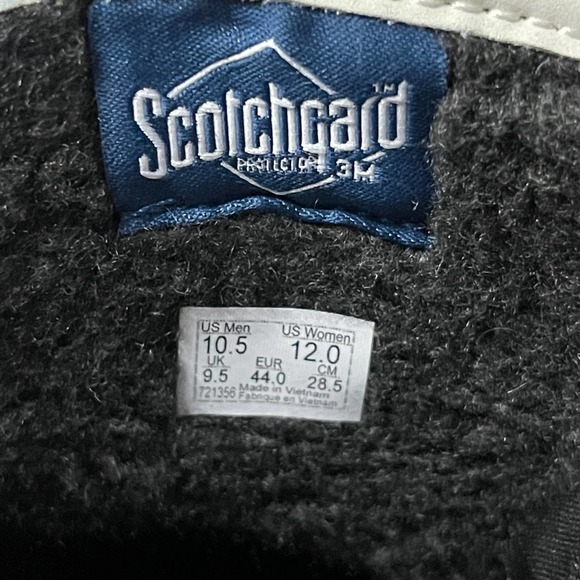 Scotchgard™
PROTECTOR 3M
US Men US Women
10.5 12.0
UK EUR CM
9.5 44.0 28.5
721356 Made in Vietnam
Fabriqué en Vietnam